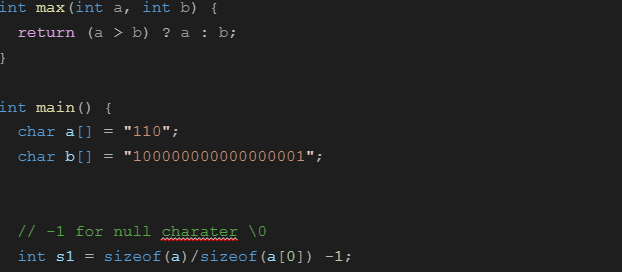 int max(int a, int b) {
return (a > b) ? a : b;
}
int main() {
char a[] = "110";
char b[] = "100000000000000001";
// -1 for null charater \0
int s1 = sizeof(a)/sizeof(a[0]) -1;